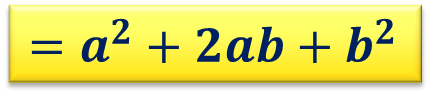 = a² + 2ab + b²